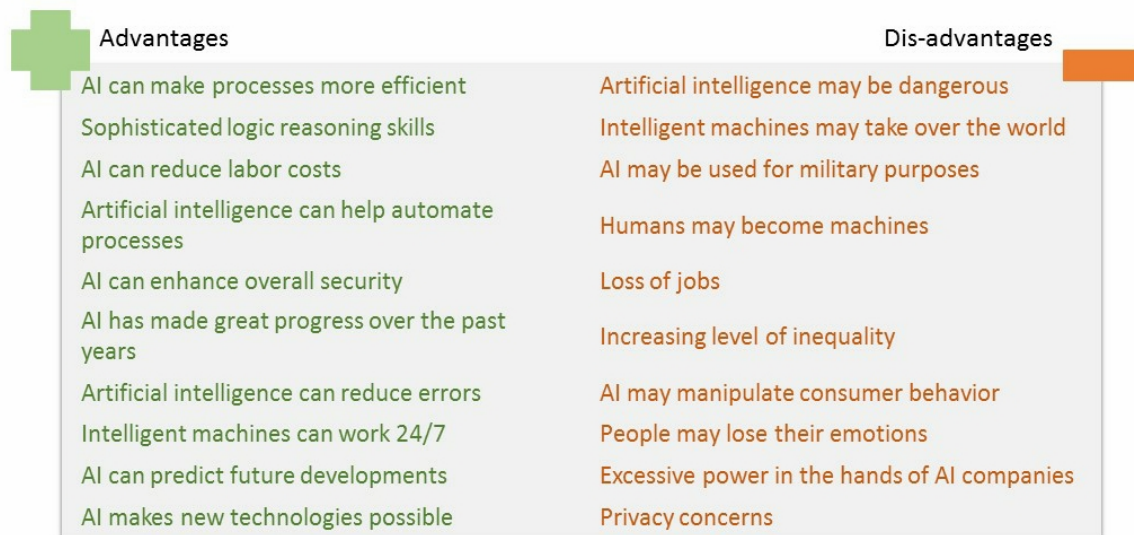 Advantages
Dis-advantages
AI can make processes more efficient
Artificial intelligence may be dangerous
Sophisticated logic reasoning skills
Intelligent machines may take over the world
AI can reduce labor costs
AI may be used for military purposes
Artificial intelligence can help automate
processes
Humans may become machines
AI can enhance overall security
Loss of jobs
AI has made great progress over the past
years
Increasing level of inequality
Artificial intelligence can reduce errors
AI may manipulate consumer behavior
Intelligent machines can work 24/7
People may lose their emotions
AI can predict future developments
Excessive power in the hands of AI companies
AI makes new technologies possible
Privacy concerns